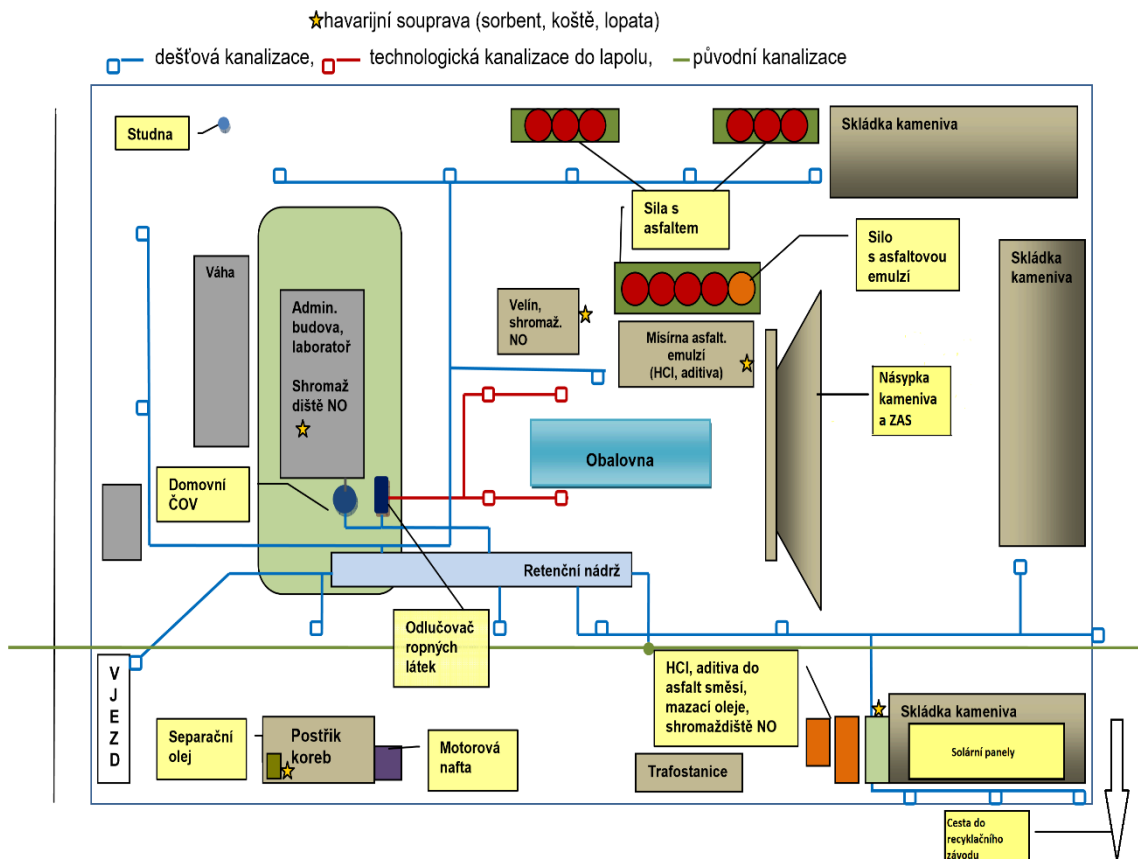 havarijní souprava (sorbent, koště, lopata)
dešťová kanalizace,
technologická kanalizace do lapolu,
původní kanalizace
Studna
Skládka kameniva
Sila s
asfaltem
Silo
s asfaltovou
emulzí
Skládka
kameniva
Váha
Admin.
budova,
laboratoř
Shromaž
diště NO
Velín,
shromaž.
NO
Misírna asfalt.
emulzí
(HCl, aditiva)
Násypka
kameniva
a ZAS
Obalovna
Domovní
ČOV
Retenční nádrž
Odlučovač
ropných
látek
V
J
E
Z
D
HCl, aditiva do
asfalt směsí,
mazací oleje,
shromaždiště NO
Skládka kameniva
Solární panely
Separační
olej
Postřik
koreb
Motorová
nafta
Trafostanice
Cesta do
recyklačního
závodu